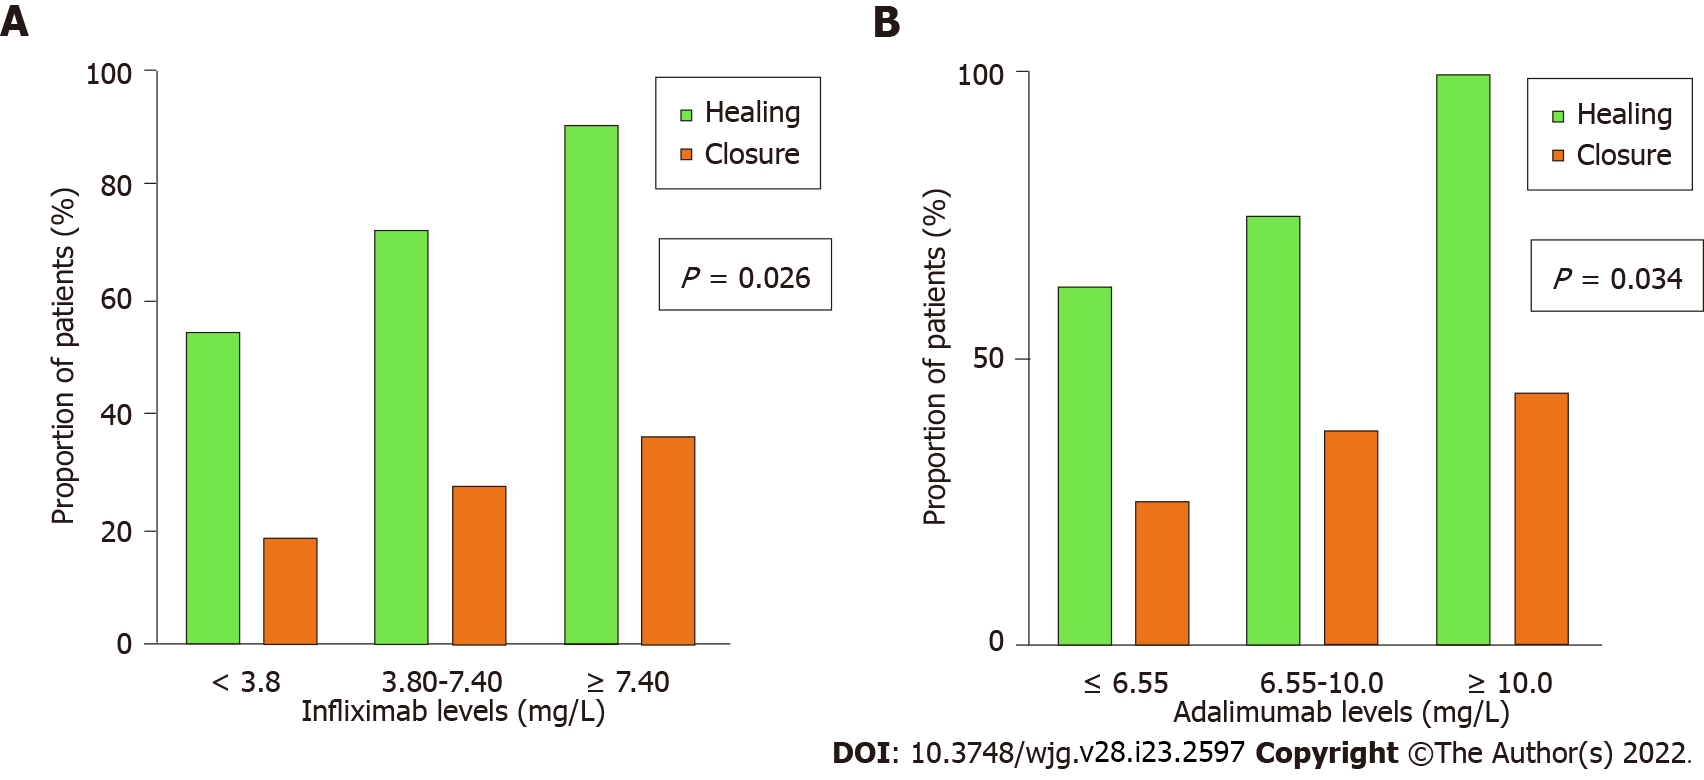 A
100
80
60
40
20
0
Proportion of patients (%)
Healing
Closure
P = 0.026
< 3.8 3.80-7.40 ≥ 7.40
Infliximab levels (mg/L)
B
100
50
0
Proportion of patients (%)
Healing
Closure
P = 0.034
≤ 6.55 6.55-10.0 ≥ 10.0
Adalimumab levels (mg/L)
DOI: 10.3748/wjg.v28.i23.2597 Copyright ©The Author(s) 2022.